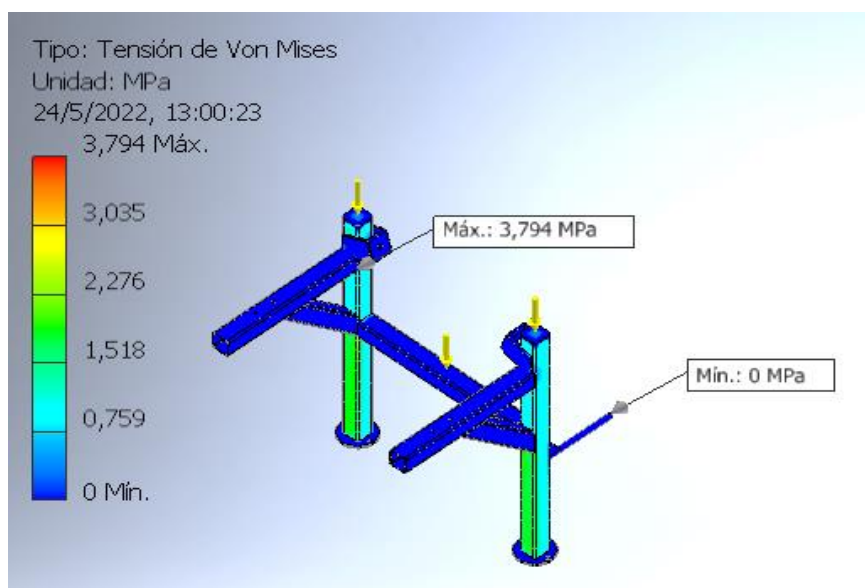 Tipo: Tensión de Von Mises
Unidad: MPa
24/5/2022, 13:00:23
3,794 Máx.
3,035
2,276
1,518
0,759
0 Mín.
Máx.: 3,794 MPa
Mín.: 0 MPa